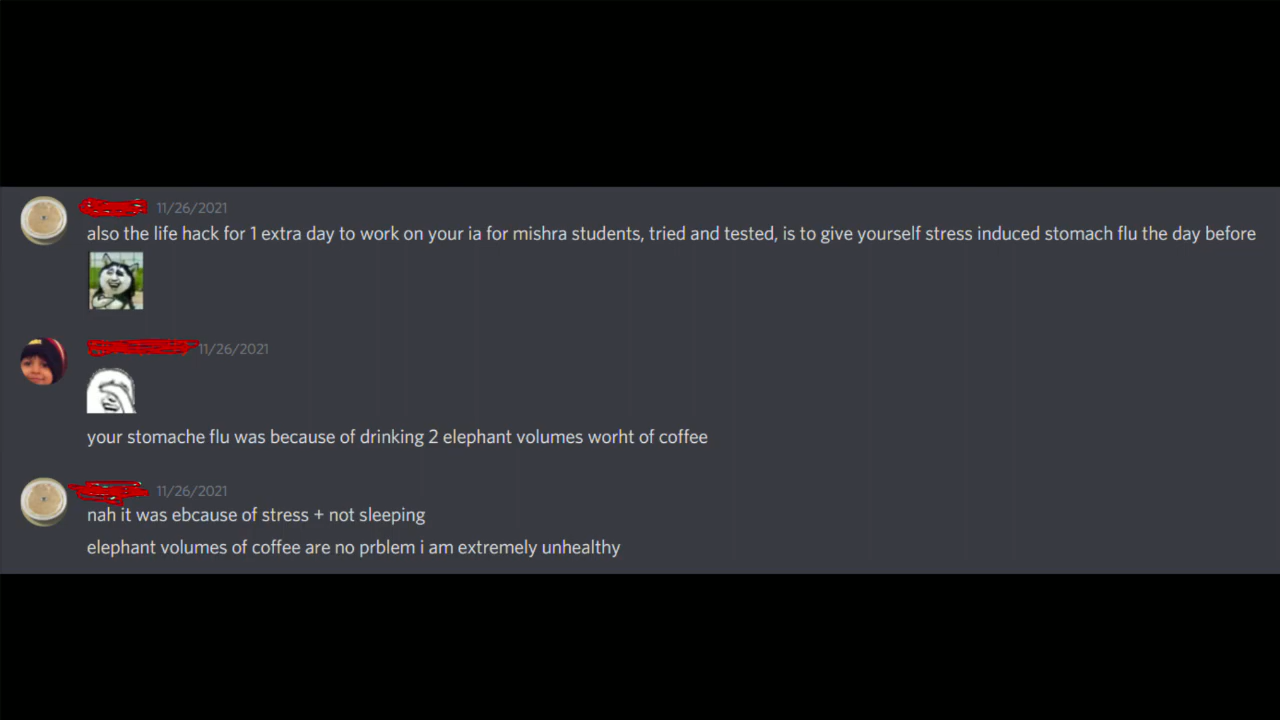 11/26/2021
also the life hack for 1 extra day to work on your ia for mishra students, tried and tested, is to give yourself stress induced stomach flu the day before
11/26/2021
your stomache flu was because of drinking 2 elephant volumes worht of coffee
11/26/2021
nah it was ebcause of stress + not sleeping
elephant volumes of coffee are no prblem i am extremely unhealthy